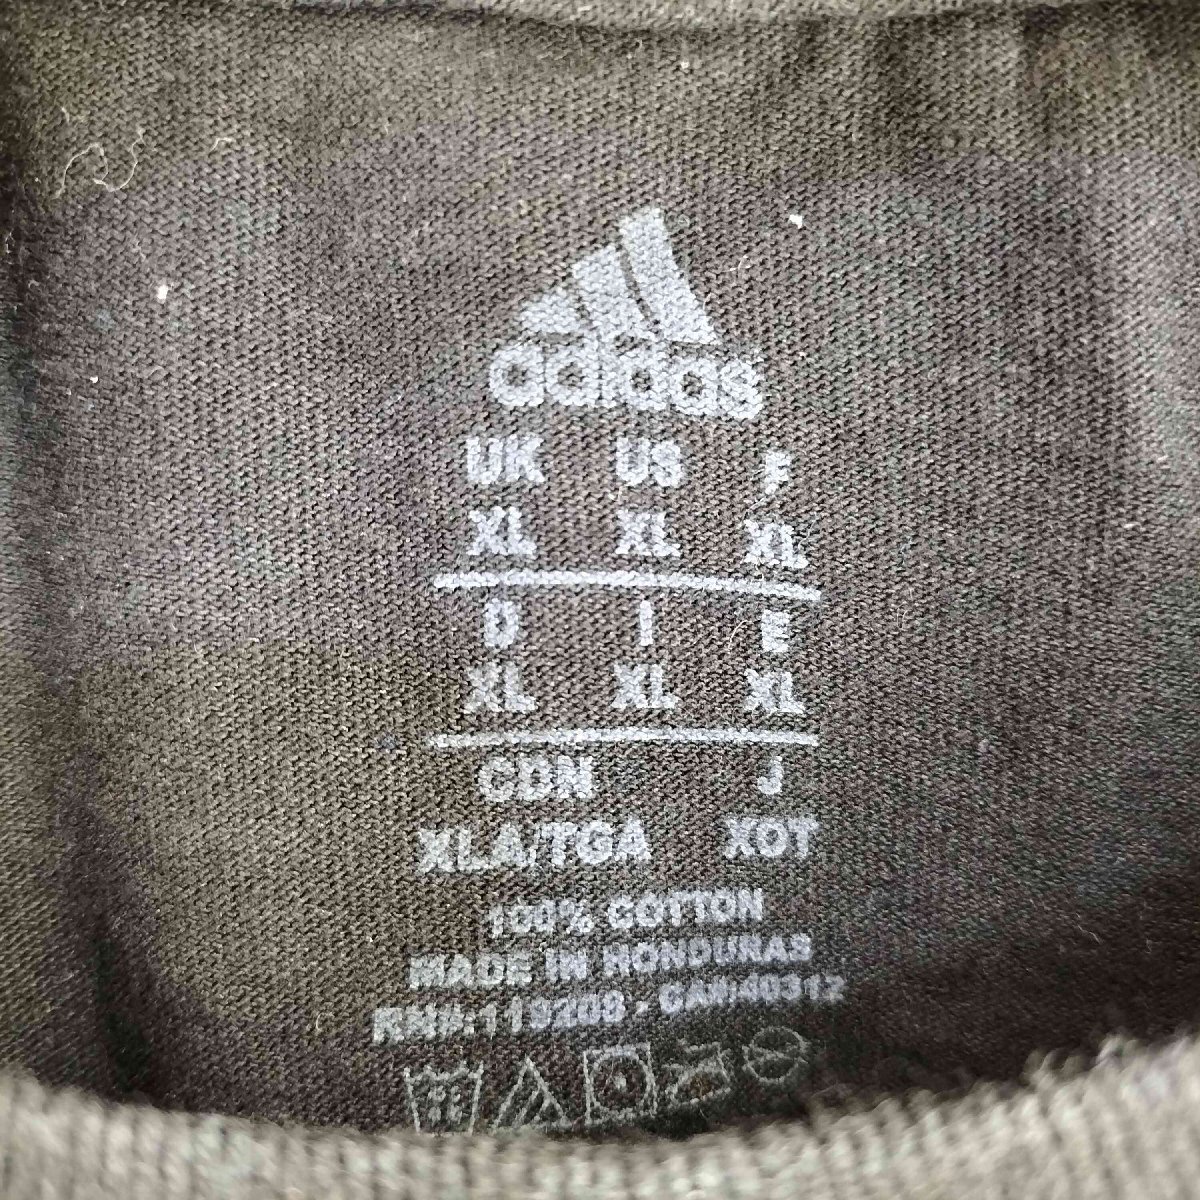 adidas
UK US F
XL XL XL
D I E
XL XL XL
CDN J
XLA/TGA XOT
100% COTTON
MADE IN HONDURAS
RN#:119208 - CA#:40312